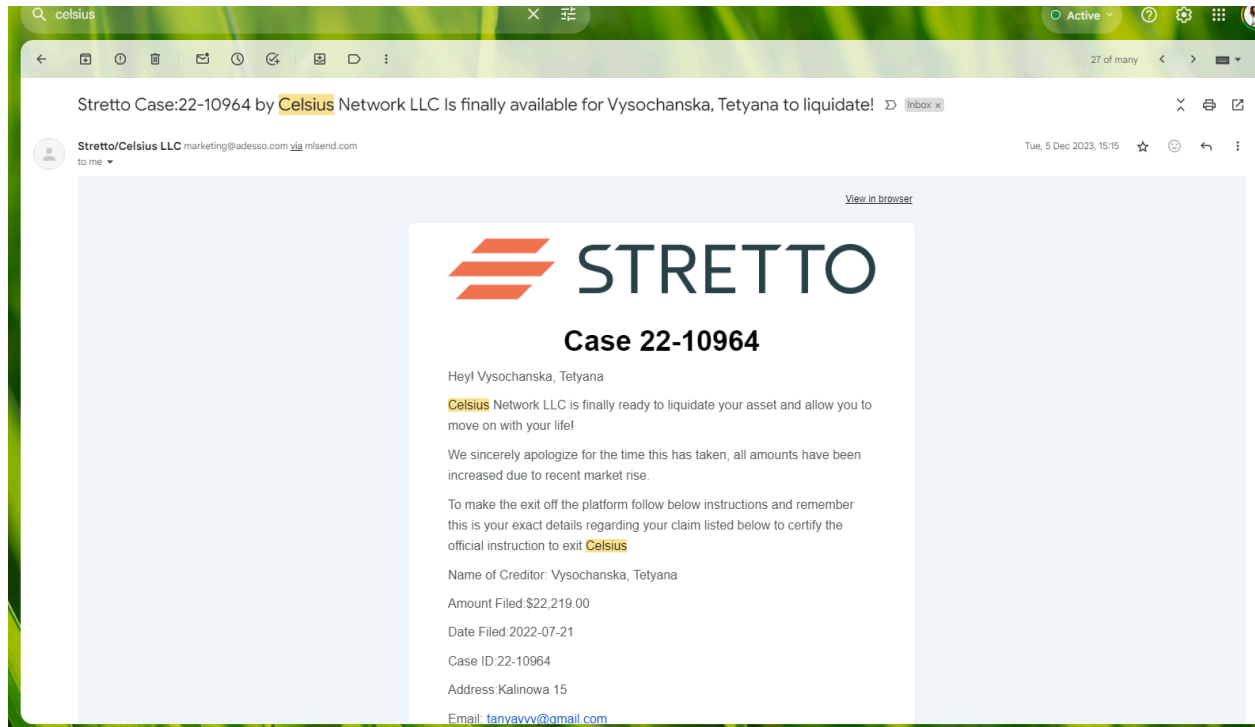 celsius
Active
27 of many
Stretto Case:22-10964 by Celsius Network LLC Is finally available for Vysochanska, Tetyana to liquidate! Inbox x
Stretto/Celsius LLC marketing@adesso.com via mlsend.com
Tue, 5 Dec 2023, 15:15
to me
View in browser
STRETTO
Case 22-10964
Hey! Vysochanska, Tetyana
Celsius Network LLC is finally ready to liquidate your asset and allow you to
move on with your life!
We sincerely apologize for the time this has taken, all amounts have been
increased due to recent market rise.
To make the exit off the platform follow below instructions and remember
this is your exact details regarding your claim listed below to certify the
official instruction to exit Celsius
Name of Creditor: Vysochanska, Tetyana
Amount Filed:$22,219.00
Date Filed:2022-07-21
Case ID:22-10964
Address:Kalinowa 15
Email: tanyavvv@gmail.com